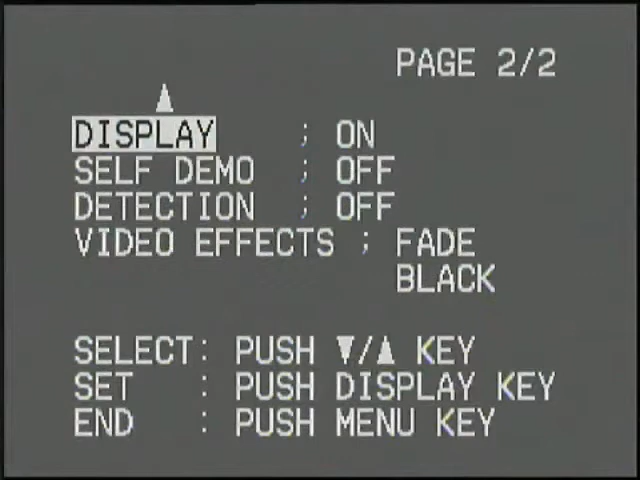 PAGE 2/2
▲
DISPLAY ; ON
SELF DEMO ; OFF
DETECTION ; OFF
VIDEO EFFECTS ; FADE
BLACK
SELECT: PUSH ▼/▲ KEY
SET : PUSH DISPLAY KEY
END : PUSH MENU KEY